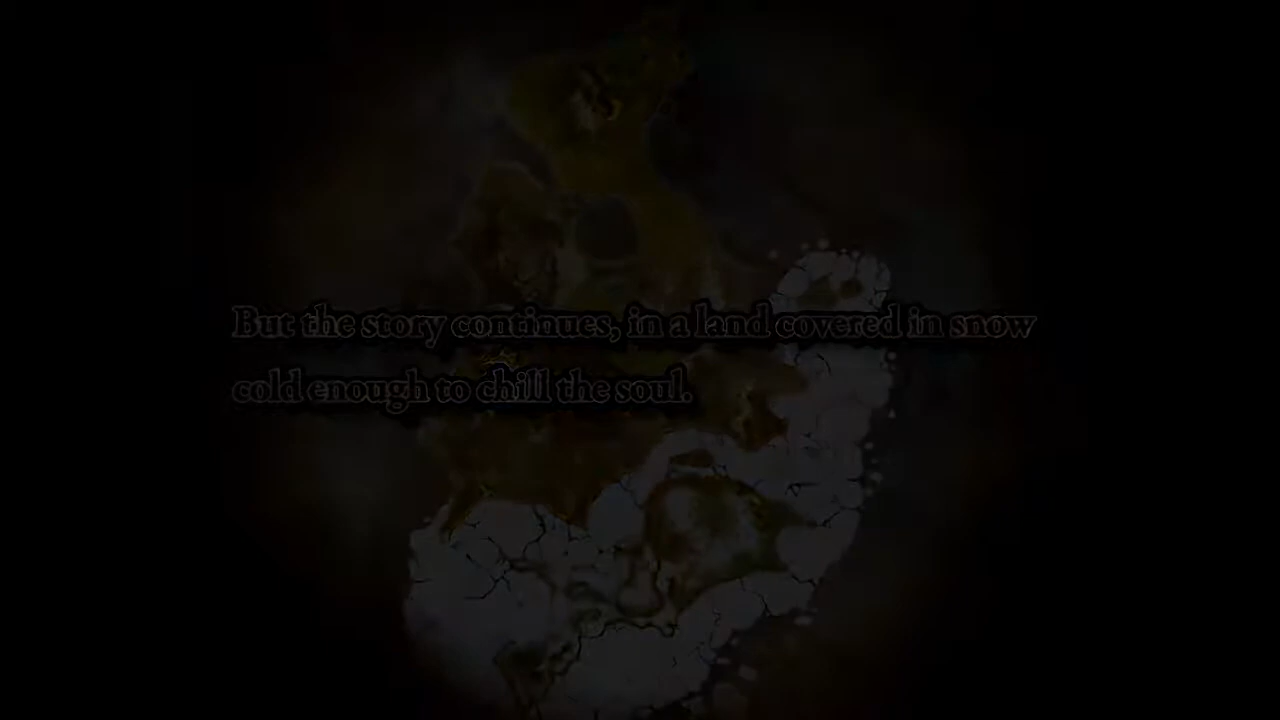 But the story continues, in a land covered in snow
cold enough to chill the soul.